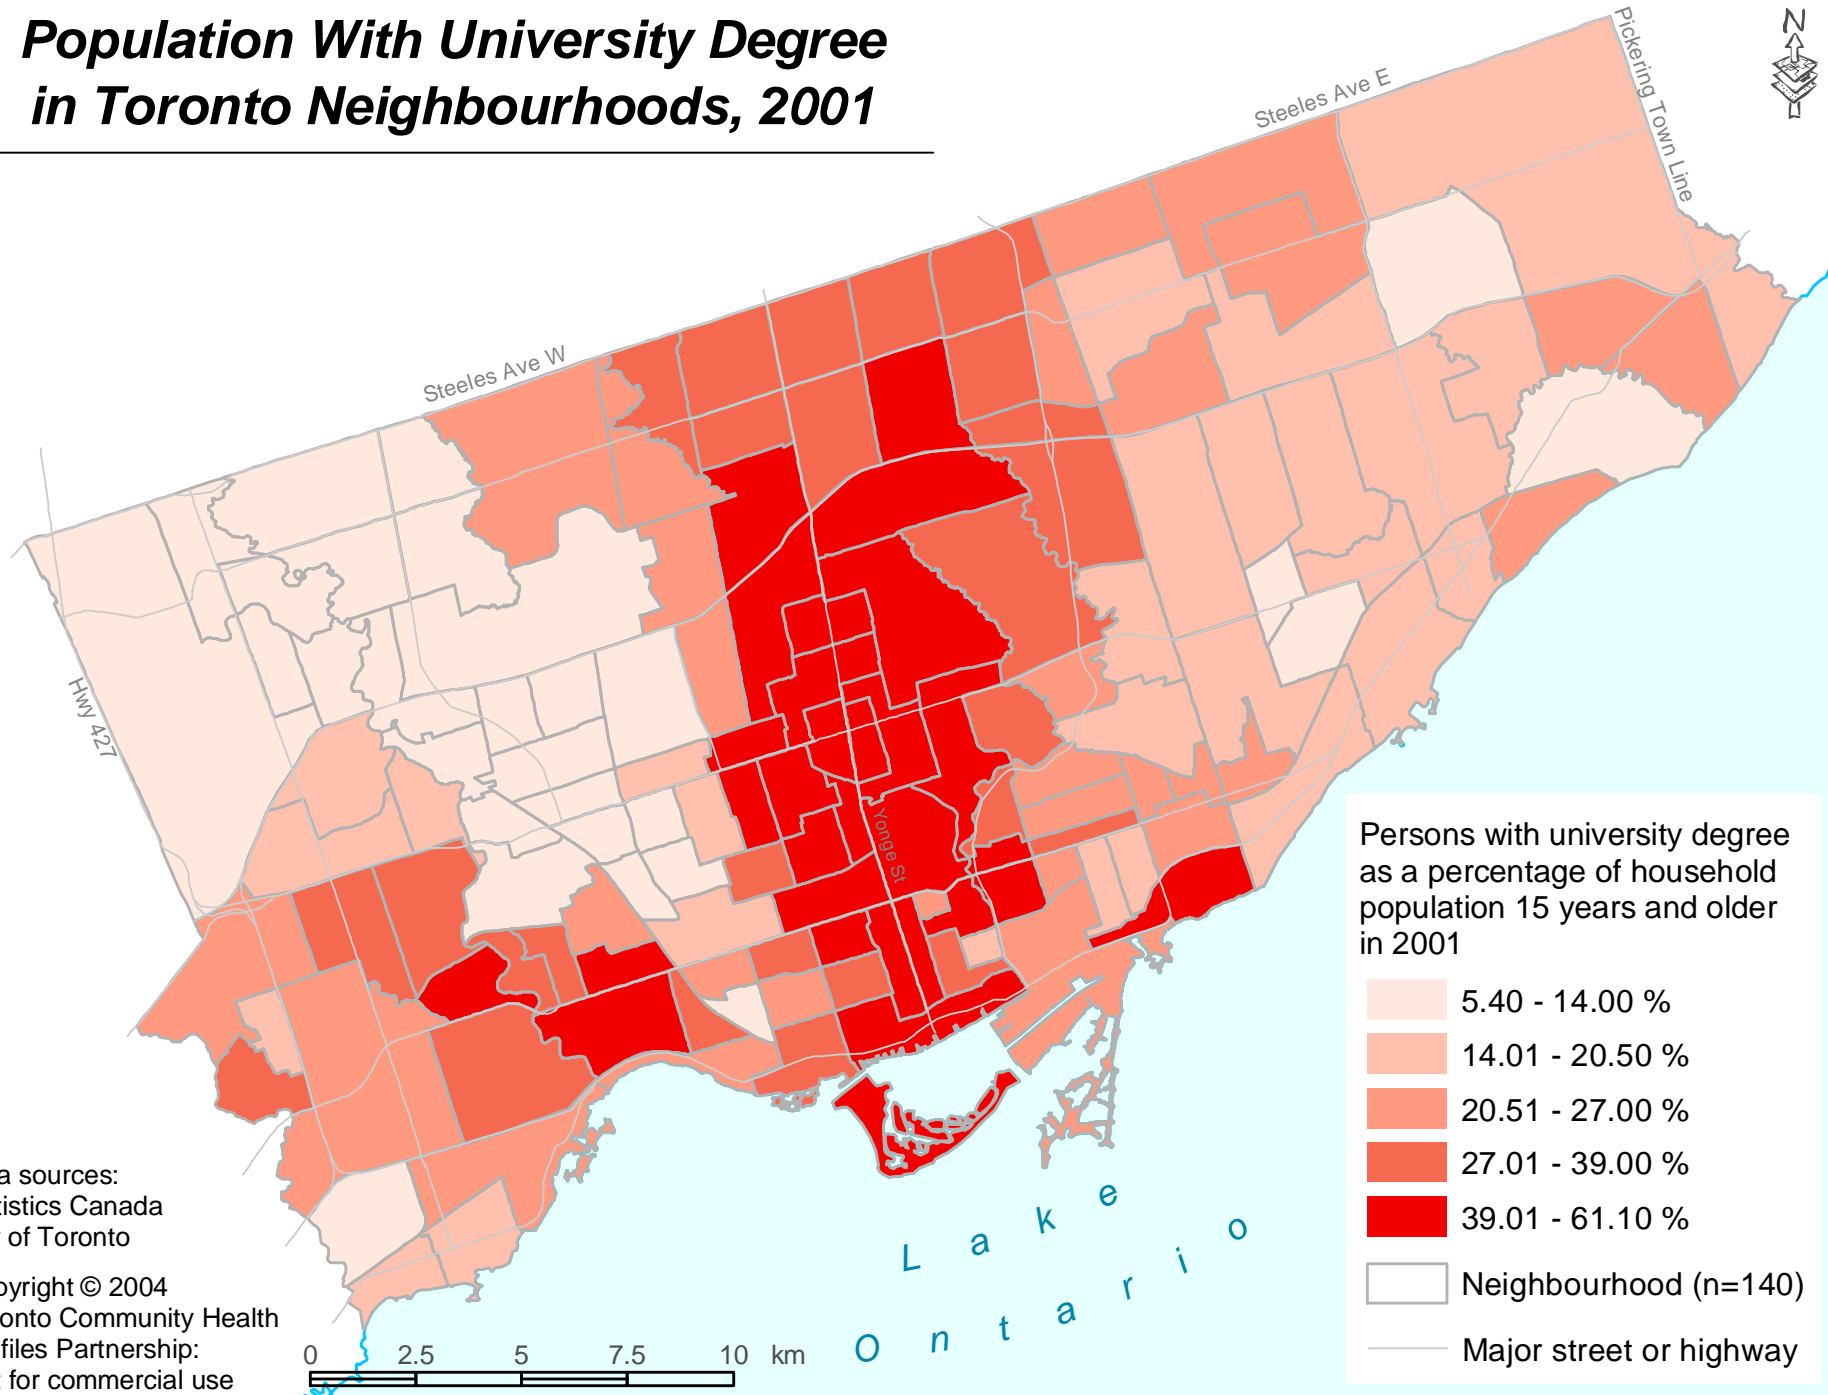 Population With University Degree
in Toronto Neighbourhoods, 2001
N
Pickering Town Line
Steeles Ave E
Steeles Ave W
Hwy 427
Yonge St
Persons with university degree
as a percentage of household
population 15 years and older
in 2001
5.40 - 14.00 %
14.01 - 20.50 %
20.51 - 27.00 %
27.01 - 39.00 %
39.01 - 61.10 %
Neighbourhood (n=140)
Major street or highway
Lake
Ontario
a sources:
tistics Canada
of Toronto
pyright © 2004
onto Community Health
files Partnership:
for commercial use
0 2.5 5 7.5 10 km